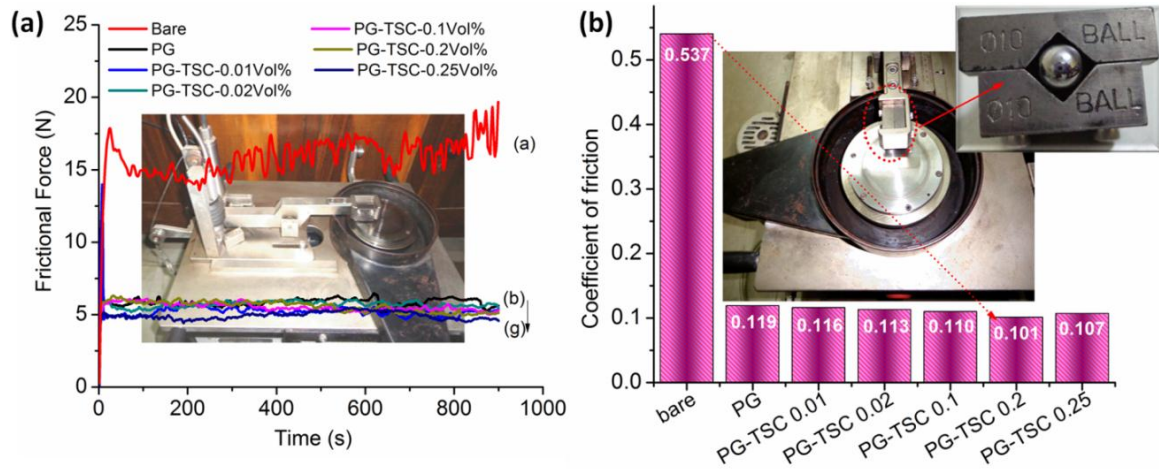 (a)
Bare
PG
PG-TSC-0.01Vol%
PG-TSC-0.02Vol%
PG-TSC-0.1Vol%
PG-TSC-0.2Vol%
PG-TSC-0.25Vol%
Frictional Force (N)
25
20
15
10
5
0
(a)
(b)
(g)
0 200 400 600 800 1000
Time (s)
(b)
Coefficient of friction
0.5
0.4
0.3
0.2
0.1
0.0
0.537
0.119
0.116
0.113
0.110
0.101
0.107
Ø10 BALL
Ø10 BALL
bare
PG
PG-TSC 0.01
PG-TSC 0.02
PG-TSC 0.1
PG-TSC 0.2
PG-TSC 0.25